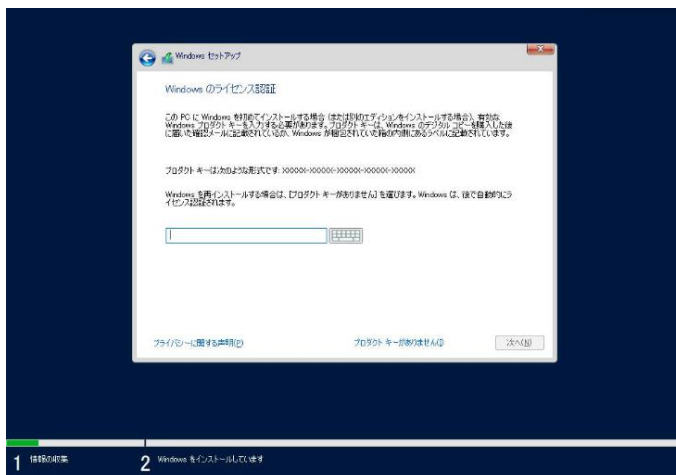 Windows セットアップ
Windows のライセンス認証
この PC に Windows を初めてインストールする場合 (または別のエディションをインストールする場合)、有効な
Windows プロダクト キーを入力する必要があります。プロダクト キーは、Windows のデジタル コピーを購入した後
に届いた確認メールに記載されているか、Windows が梱包されていた箱の内側にあるラベルに記載されています。
プロダクト キーは次のような形式です: XXXXX-XXXXX-XXXXX-XXXXX-XXXXX
Windows を再インストールする場合は、[プロダクト キーがありません] を選びます。Windows は、後で自動的にラ
イセンス認証されます。
プライバシーに関する声明(P)
プロダクト キーがありません(I)
次へ(N)
1 情報の収集
2 Windows をインストールしています